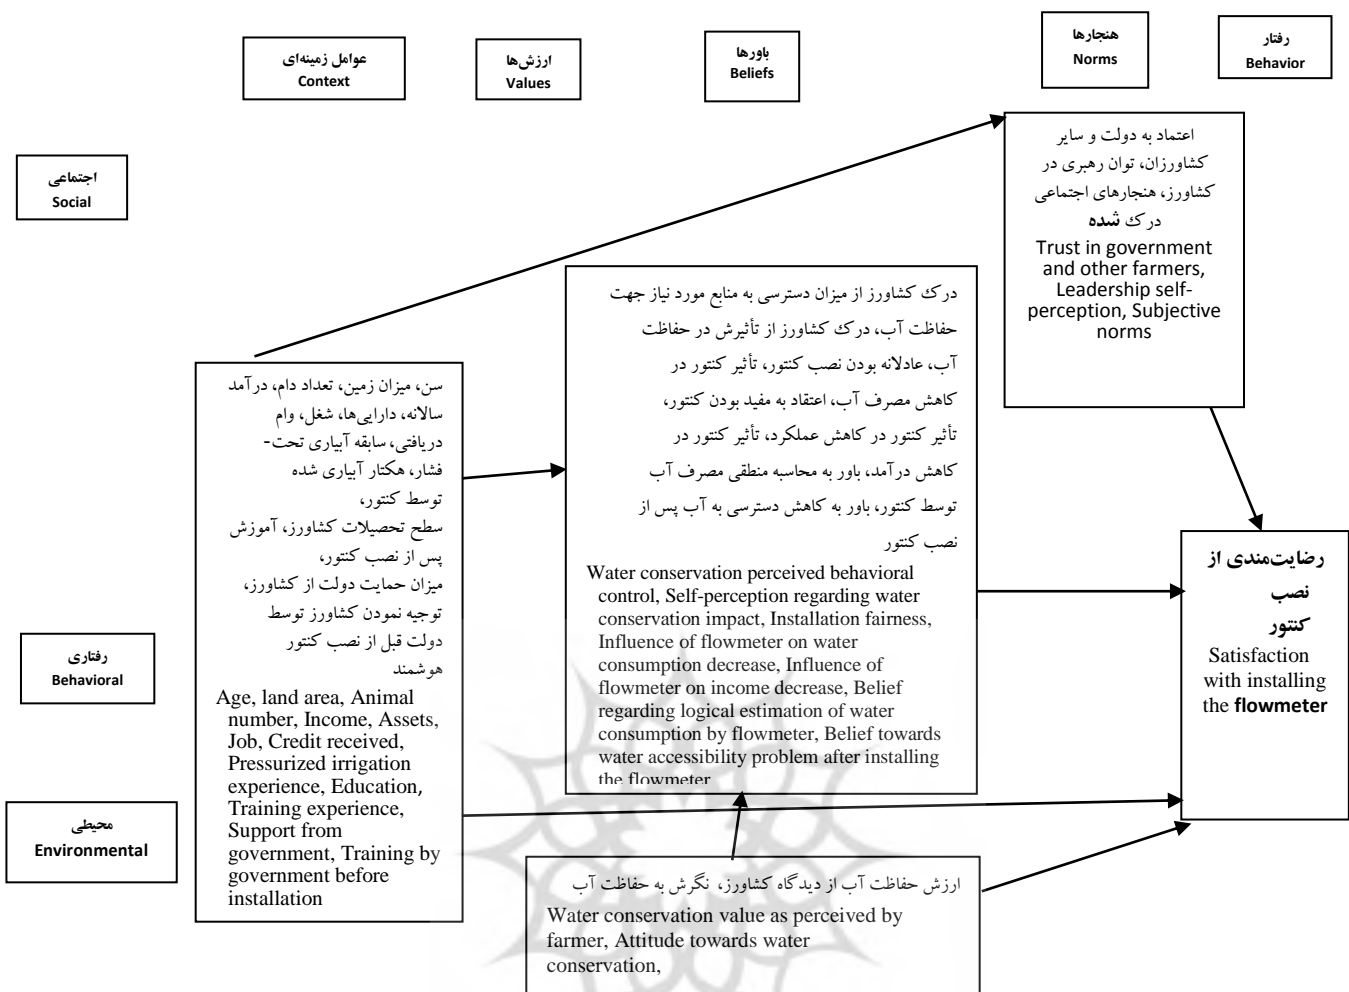 عوامل زمینه‌ای
Context
ارزش‌ها
Values
باورها
Beliefs
هنجارها
Norms
رفتار
Behavior
اجتماعی
Social
اعتماد به دولت و سایر
کشاورزان، توان رهبری در
کشاورز، هنجارهای اجتماعی
درک شده
Trust in government
and other farmers,
Leadership self-
perception, Subjective
norms
درک کشاورز از میزان دسترسی به منابع مورد نیاز جهت
حفاظت آب، درک کشاورز از تأثیرش در حفاظت
آب، عادلانه بودن نصب کنتور، تأثیر کنتور در
کاهش مصرف آب، اعتقاد به مفید بودن کنتور،
تأثیر کنتور در کاهش عملکرد، تأثیر کنتور در
کاهش درآمد، باور به محاسبه منطقی مصرف آب
توسط کنتور، باور به کاهش دسترسی به آب پس از
نصب کنتور
Water conservation perceived behavioral
control, Self-perception regarding water
conservation impact, Installation fairness,
Influence of flowmeter on water
consumption decrease, Influence of
flowmeter on income decrease, Belief
regarding logical estimation of water
consumption by flowmeter, Belief towards
water accessibility problem after installing
the flowmeter
سن، میزان زمین، تعداد دام، درآمد
سالانه، دارایی‌ها، شغل، وام
دریافتی، سابقه آبیاری تحت-
فشار، هکتار آبیاری شده
توسط کنتور،
سطح تحصیلات کشاورز، آموزش
پس از نصب کنتور،
میزان حمایت دولت از کشاورز،
توجیه نمودن کشاورز توسط
دولت قبل از نصب کنتور
هوشمند
Age, land area, Animal
number, Income, Assets,
Job, Credit received,
Pressurized irrigation
experience, Education,
Training experience,
Support from
government, Training by
government before
installation
رضایت‌مندی از
نصب
کنتور
Satisfaction
with installing
the flowmeter
رفتاری
Behavioral
محیطی
Environmental
ارزش حفاظت آب از دیدگاه کشاورز، نگرش به حفاظت آب
Water conservation value as perceived by
farmer, Attitude towards water
conservation,